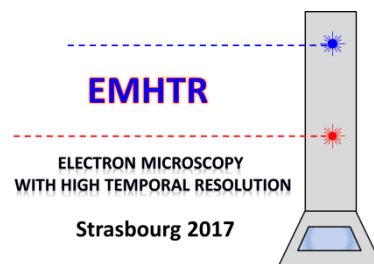 EMHTR
ELECTRON MICROSCOPY
WITH HIGH TEMPORAL RESOLUTION
Strasbourg 2017